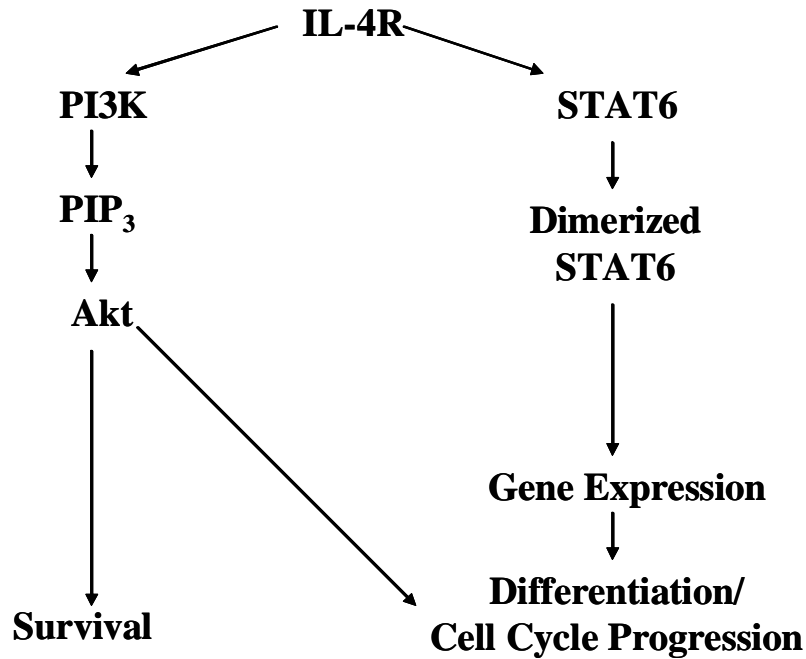 IL-4R
PI3K
STAT6
PIP₃
Dimerized
STAT6
Akt
Gene Expression
Differentiation/
Cell Cycle Progression
Survival